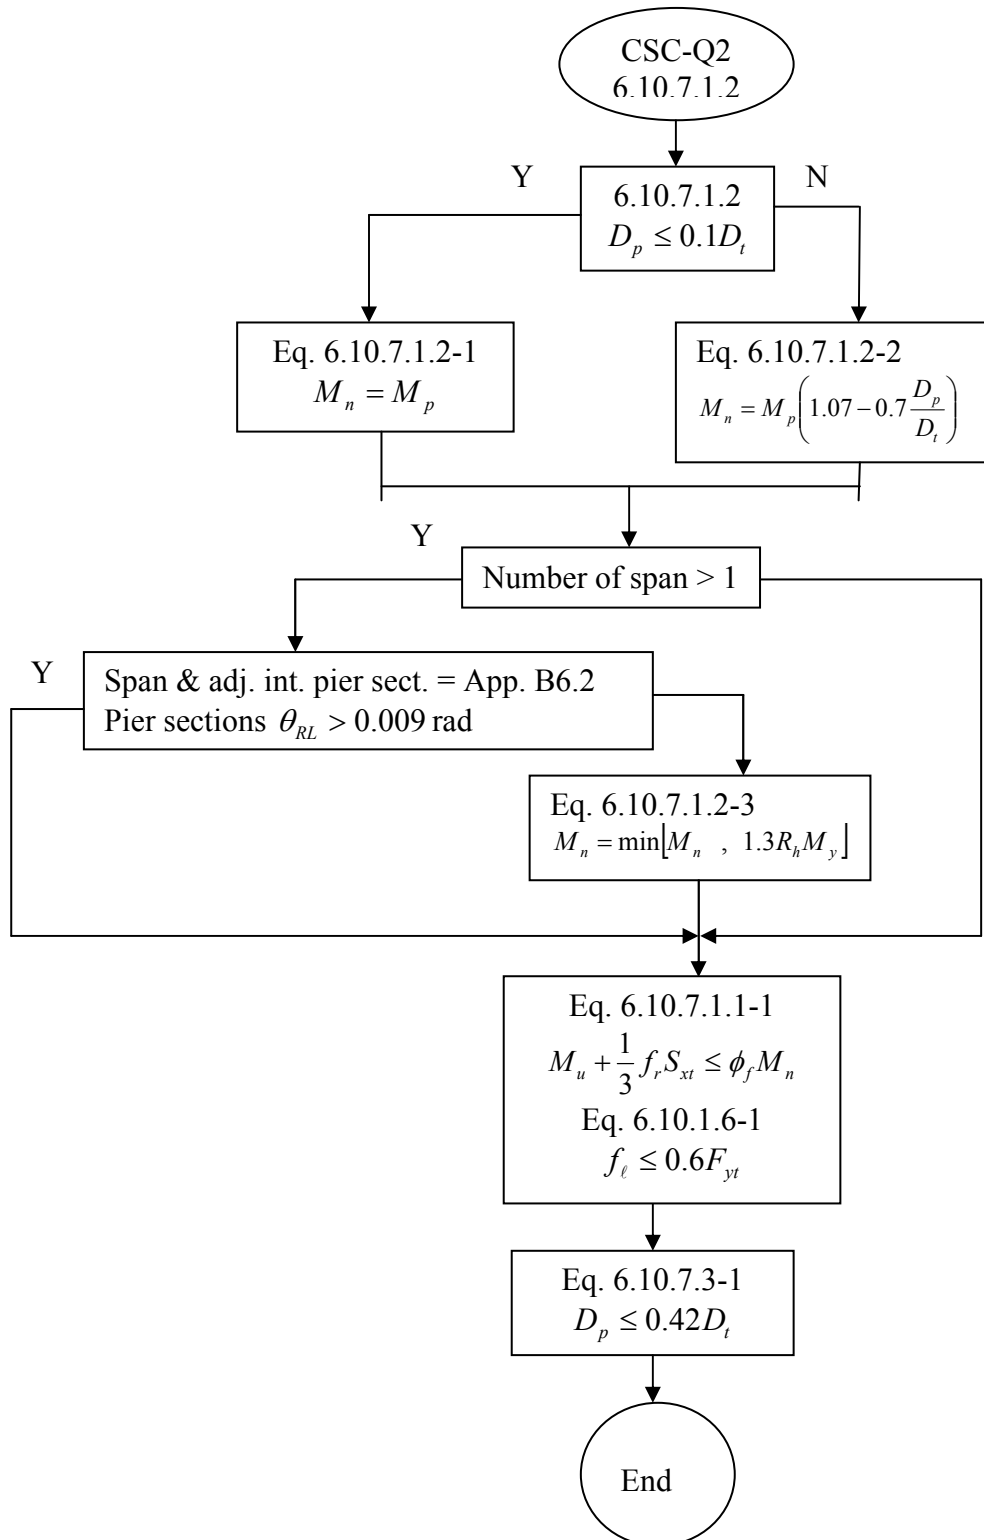 CSC-Q2
6.10.7.1.2
Y
N
6.10.7.1.2
D_p ≤ 0.1D_t
Eq. 6.10.7.1.2-1
M_n = M_p
Eq. 6.10.7.1.2-2
M_n = M_p(1.07 − 0.7 D_p/D_t)
Y
Number of span > 1
Y
Span & adj. int. pier sect. = App. B6.2
Pier sections θ_RL > 0.009 rad
Eq. 6.10.7.1.2-3
M_n = min⌊M_n , 1.3R_hM_y⌋
Eq. 6.10.7.1.1-1
M_u + 1/3 f_r S_xt ≤ ϕ_f M_n
Eq. 6.10.1.6-1
f_ℓ ≤ 0.6F_yt
Eq. 6.10.7.3-1
D_p ≤ 0.42D_t
End